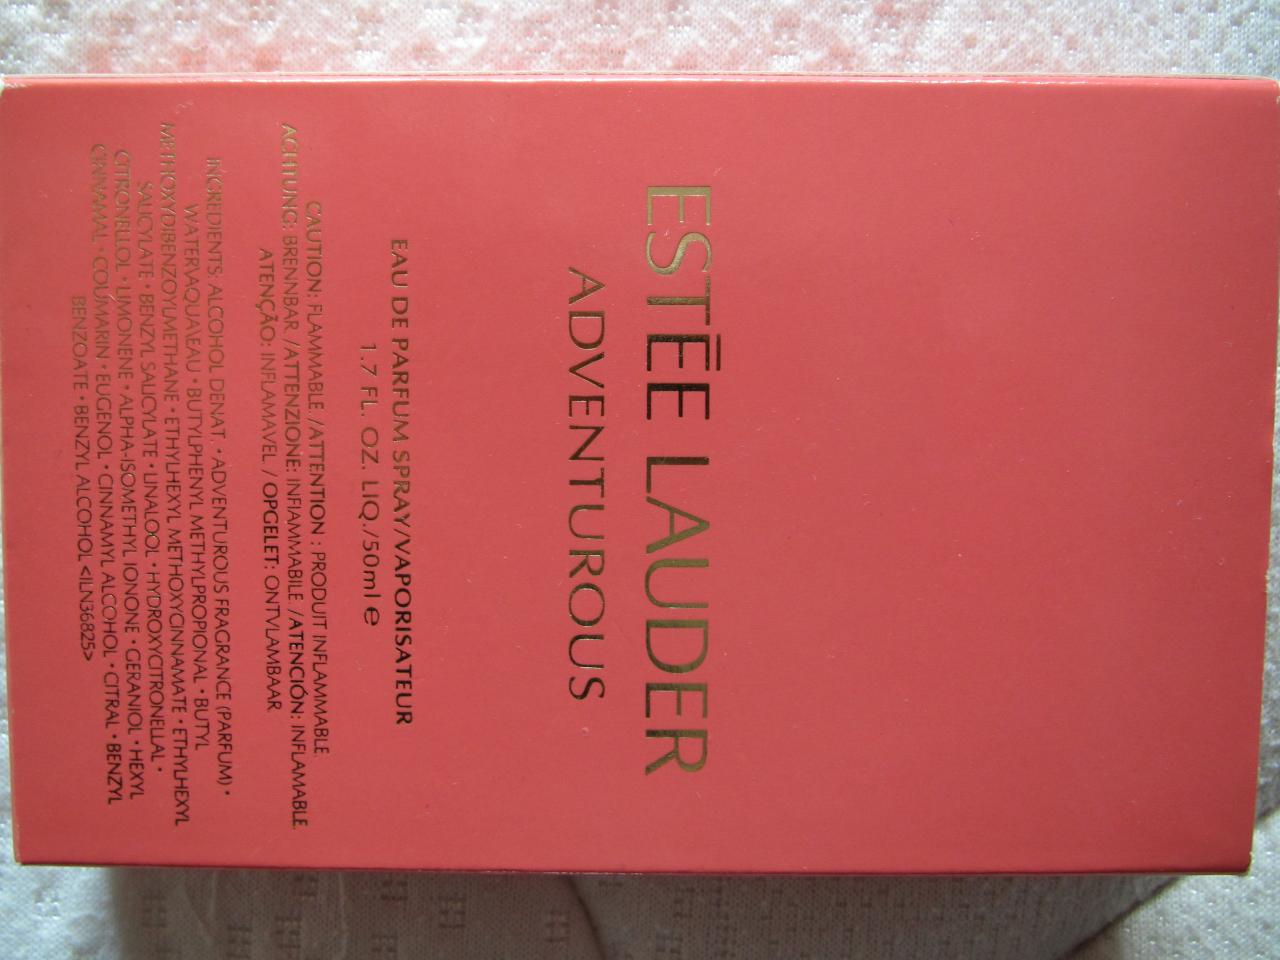 ESTĒE LAUDER
ADVENTUROUS
EAU DE PARFUM SPRAY/VAPORISATEUR
1.7 FL. OZ. LIQ./50ml e
CAUTION: FLAMMABLE /ATTENTION : PRODUIT INFLAMMABLE
ACHTUNG: BRENNBAR /ATTENZIONE: INFIAMMABILE /ATENCIÓN: INFLAMABLE
ATENÇÃO: INFLAMAVEL / OPGELET: ONTVLAMBAAR
INGREDIENTS: ALCOHOL DENAT. • ADVENTUROUS FRAGRANCE (PARFUM) •
WATER\AQUA\EAU • BUTYLPHENYL METHYLPROPIONAL • BUTYL
METHOXYDIBENZOYLMETHANE • ETHYLHEXYL METHOXYCINNAMATE • ETHYLHEXYL
SALICYLATE • BENZYL SALICYLATE • LINALOOL • HYDROXYCITRONELLAL •
CITRONELLOL • LIMONENE • ALPHA-ISOMETHYL IONONE • GERANIOL • HEXYL
CINNAMAL • COUMARIN • EUGENOL • CINNAMYL ALCOHOL • CITRAL • BENZYL
BENZOATE • BENZYL ALCOHOL <ILN36825>